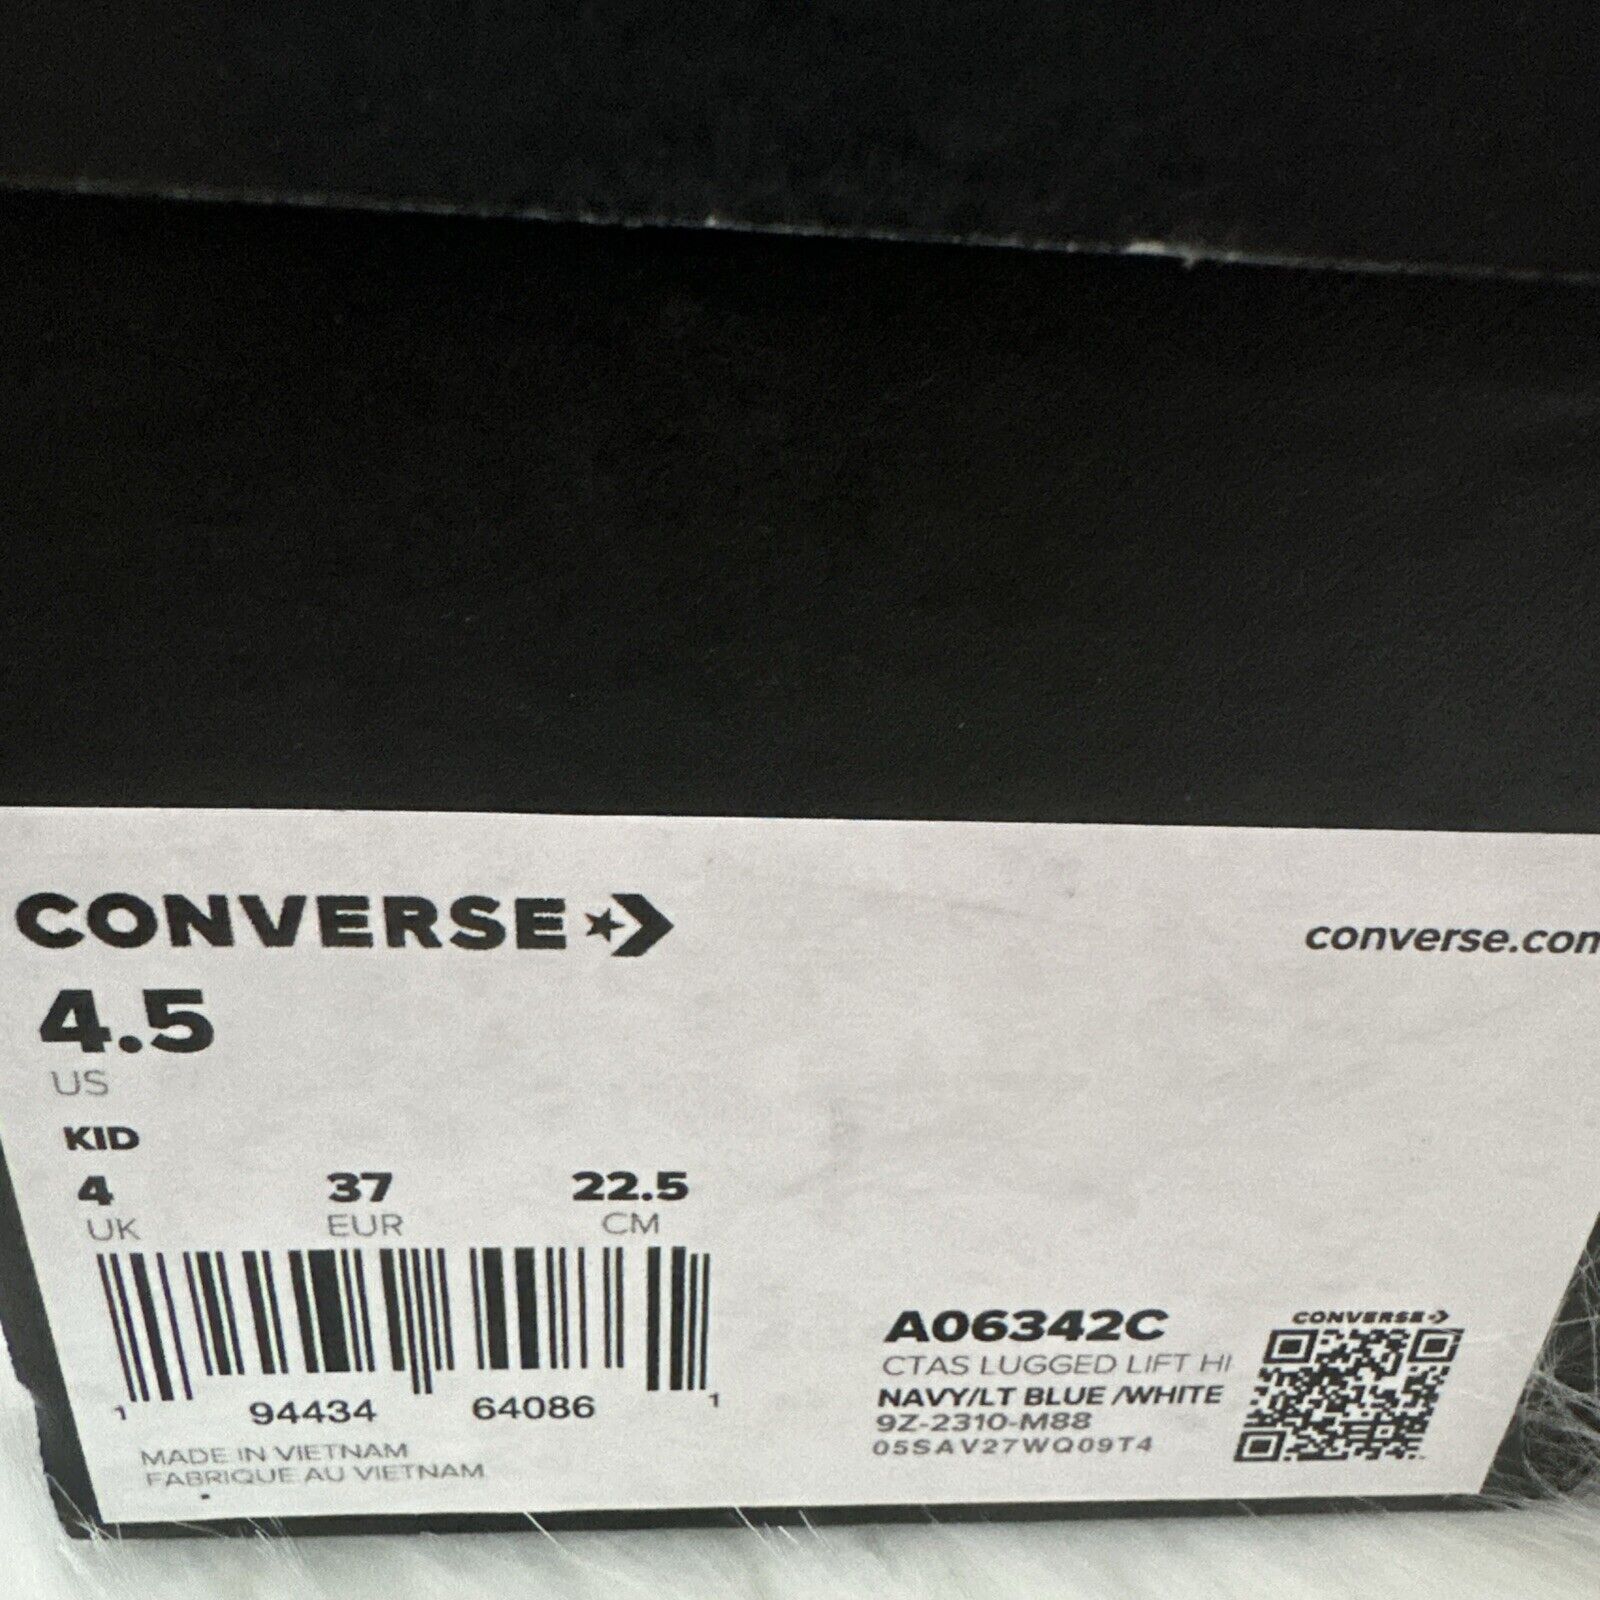 CONVERSE
converse.com
4.5
US
KID
4 37 22.5
UK EUR CM
1 94434 64086 1
MADE IN VIETNAM
FABRIQUE AU VIETNAM
A06342C
CTAS LUGGED LIFT HI
NAVY/LT BLUE /WHITE
9Z-2310-M88
05SAV27WQ09T4
CONVERSE